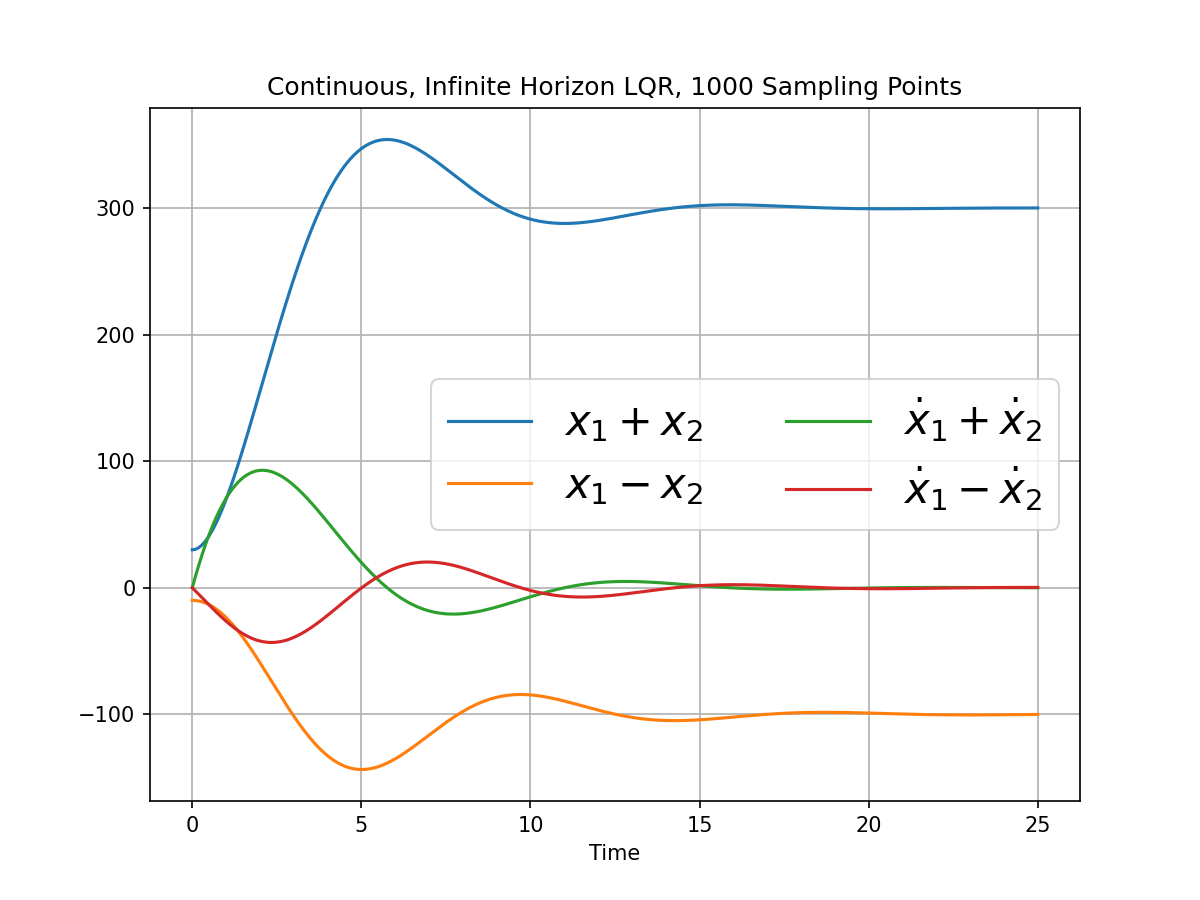 Continuous, Infinite Horizon LQR, 1000 Sampling Points
300
200
100
0
−100
x₁ + x₂
x₁ − x₂
ẋ₁ + ẋ₂
ẋ₁ − ẋ₂
0 5 10 15 20 25
Time